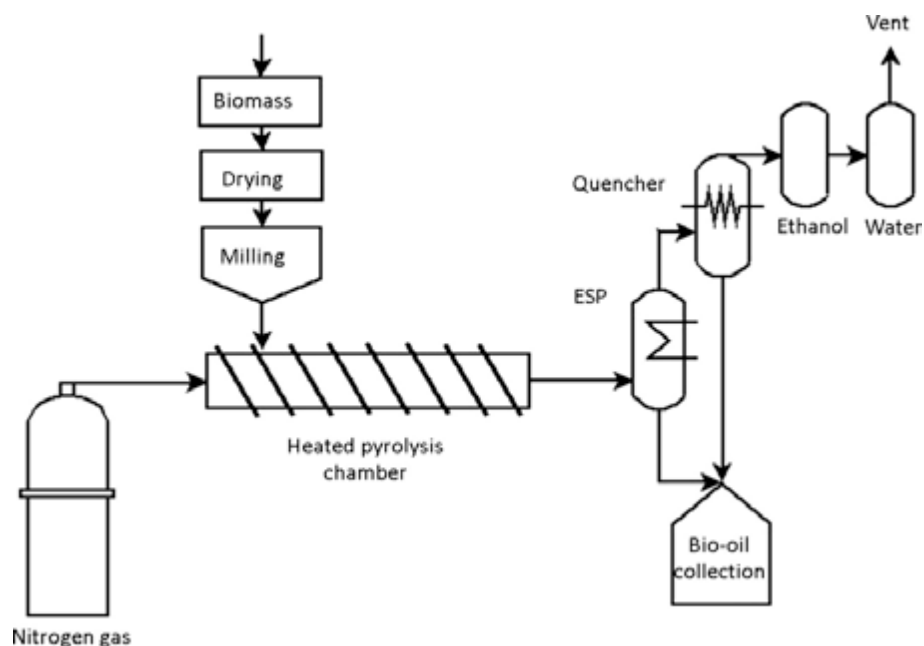 Vent
Biomass
Drying
Quencher
Ethanol
Water
Milling
ESP
Heated pyrolysis
chamber
Bio-oil
collection
Nitrogen gas